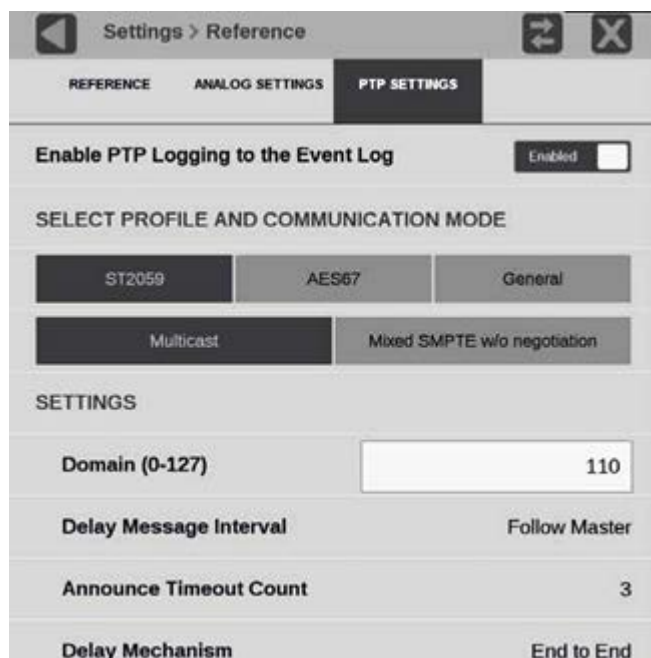 Settings > Reference
REFERENCE ANALOG SETTINGS PTP SETTINGS
Enable PTP Logging to the Event Log Enabled
SELECT PROFILE AND COMMUNICATION MODE
ST2059 AES67 General
Multicast Mixed SMPTE w/o negotiation
SETTINGS
Domain (0-127) 110
Delay Message Interval Follow Master
Announce Timeout Count 3
Delay Mechanism End to End